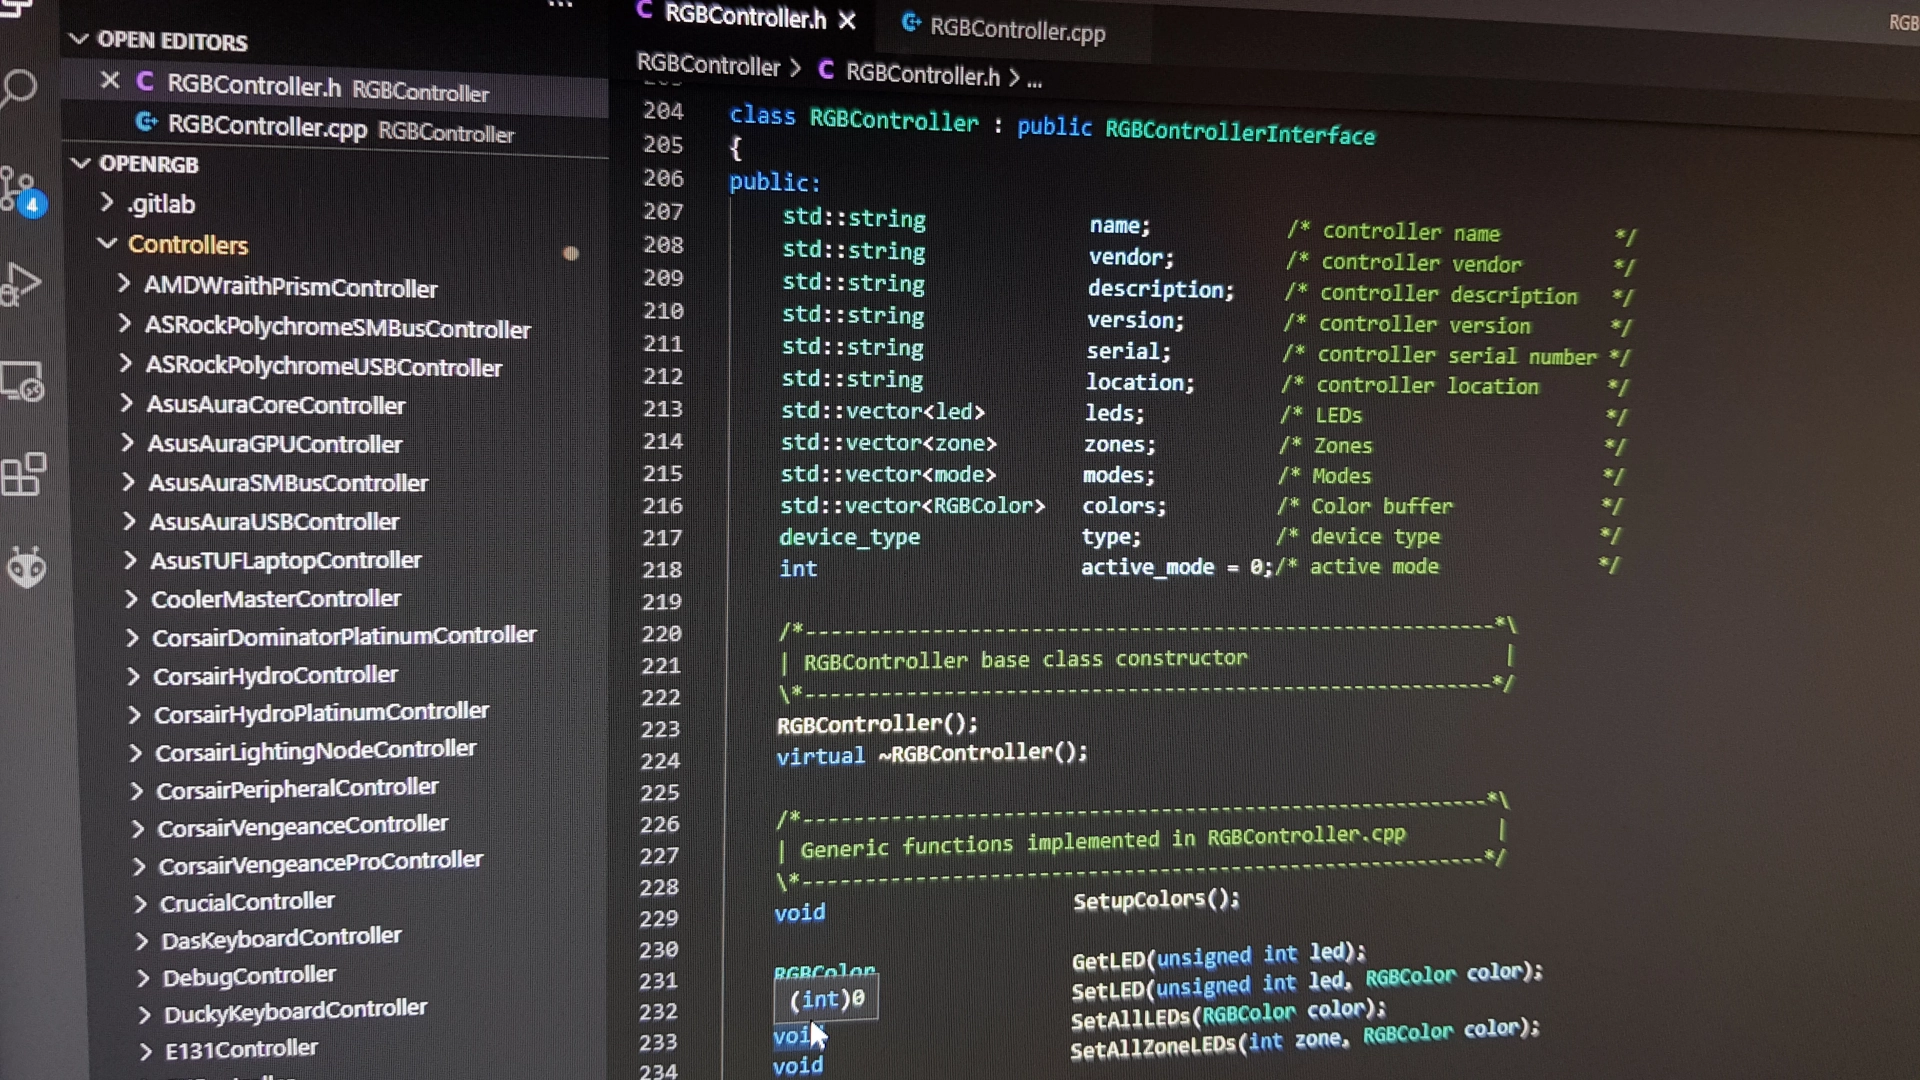 OPEN EDITORS
RGBController.h RGBController
RGBController.cpp RGBController
OPENRGB
.gitlab
Controllers
AMDWraithPrismController
ASRockPolychromeSMBusController
ASRockPolychromeUSBController
AsusAuraCoreController
AsusAuraGPUController
AsusAuraSMBusController
AsusAuraUSBController
AsusTUFLaptopController
CoolerMasterController
CorsairDominatorPlatinumController
CorsairHydroController
CorsairHydroPlatinumController
CorsairLightingNodeController
CorsairPeripheralController
CorsairVengeanceController
CorsairVengeanceProController
CrucialController
DasKeyboardController
DebugController
DuckyKeyboardController
E131Controller
4
RGBController.h RGBController.cpp RGB
RGBController > RGBController.h > ...
204 class RGBController : public RGBControllerInterface
205 {
206 public:
207 std::string name; /* controller name */
208 std::string vendor; /* controller vendor */
209 std::string description; /* controller description */
210 std::string version; /* controller version */
211 std::string serial; /* controller serial number */
212 std::string location; /* controller location */
213 std::vector<led> leds; /* LEDs */
214 std::vector<zone> zones; /* Zones */
215 std::vector<mode> modes; /* Modes */
216 std::vector<RGBColor> colors; /* Color buffer */
217 device_type type; /* device type */
218 int active_mode = 0;/* active mode */
219
220 /*------------------------------------------------------*\
221 | RGBController base class constructor |
222 \*------------------------------------------------------*/
223 RGBController();
224 virtual ~RGBController();
225
226 /*------------------------------------------------------*\
227 | Generic functions implemented in RGBController.cpp |
228 \*------------------------------------------------------*/
229 void SetupColors();
230
231 RGBColor GetLED(unsigned int led);
232 (int)0 SetLED(unsigned int led, RGBColor color);
233 void SetAllLEDs(RGBColor color);
234 void SetAllZoneLEDs(int zone, RGBColor color);